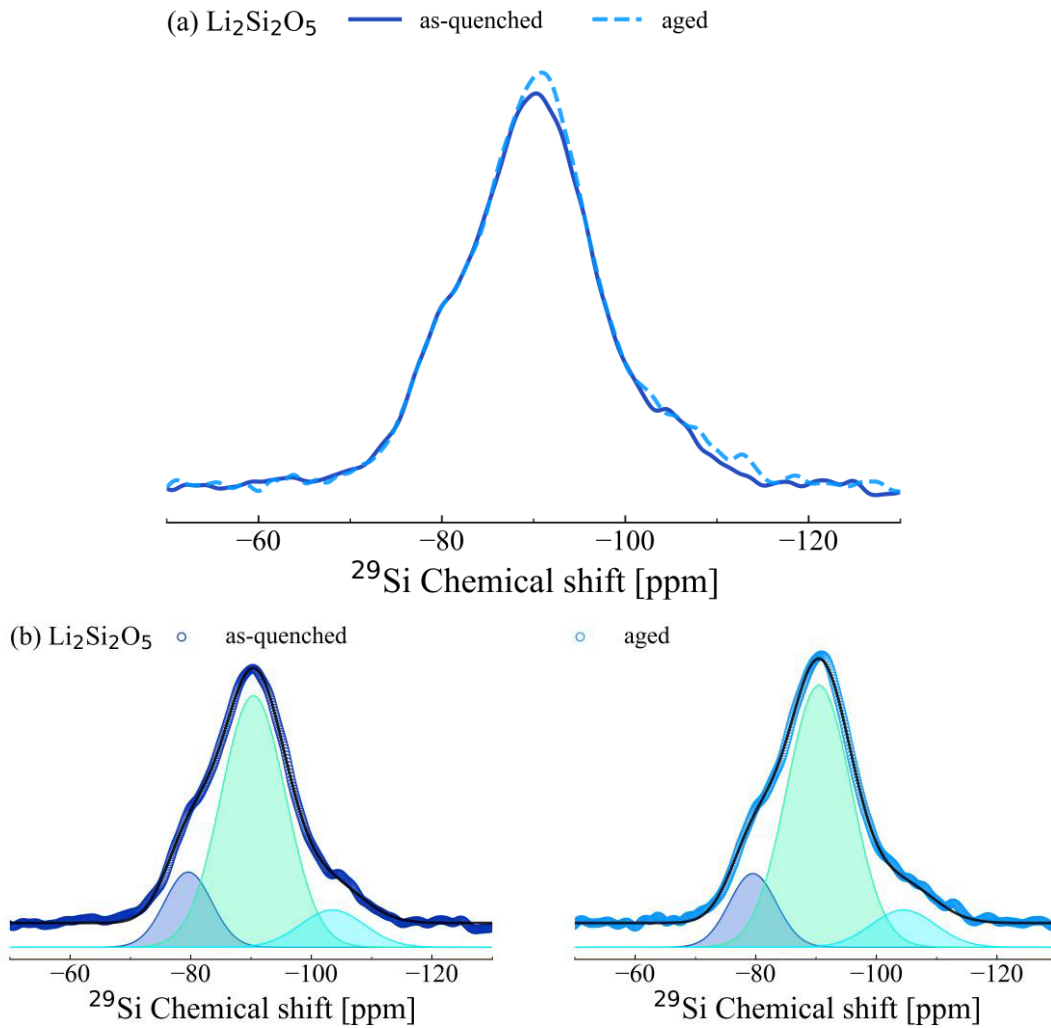 (a) Li₂Si₂O₅ as-quenched aged
−60 −80 −100 −120
²⁹Si Chemical shift [ppm]
(b) Li₂Si₂O₅ as-quenched aged
−60 −80 −100 −120 −60 −80 −100 −120
²⁹Si Chemical shift [ppm] ²⁹Si Chemical shift [ppm]